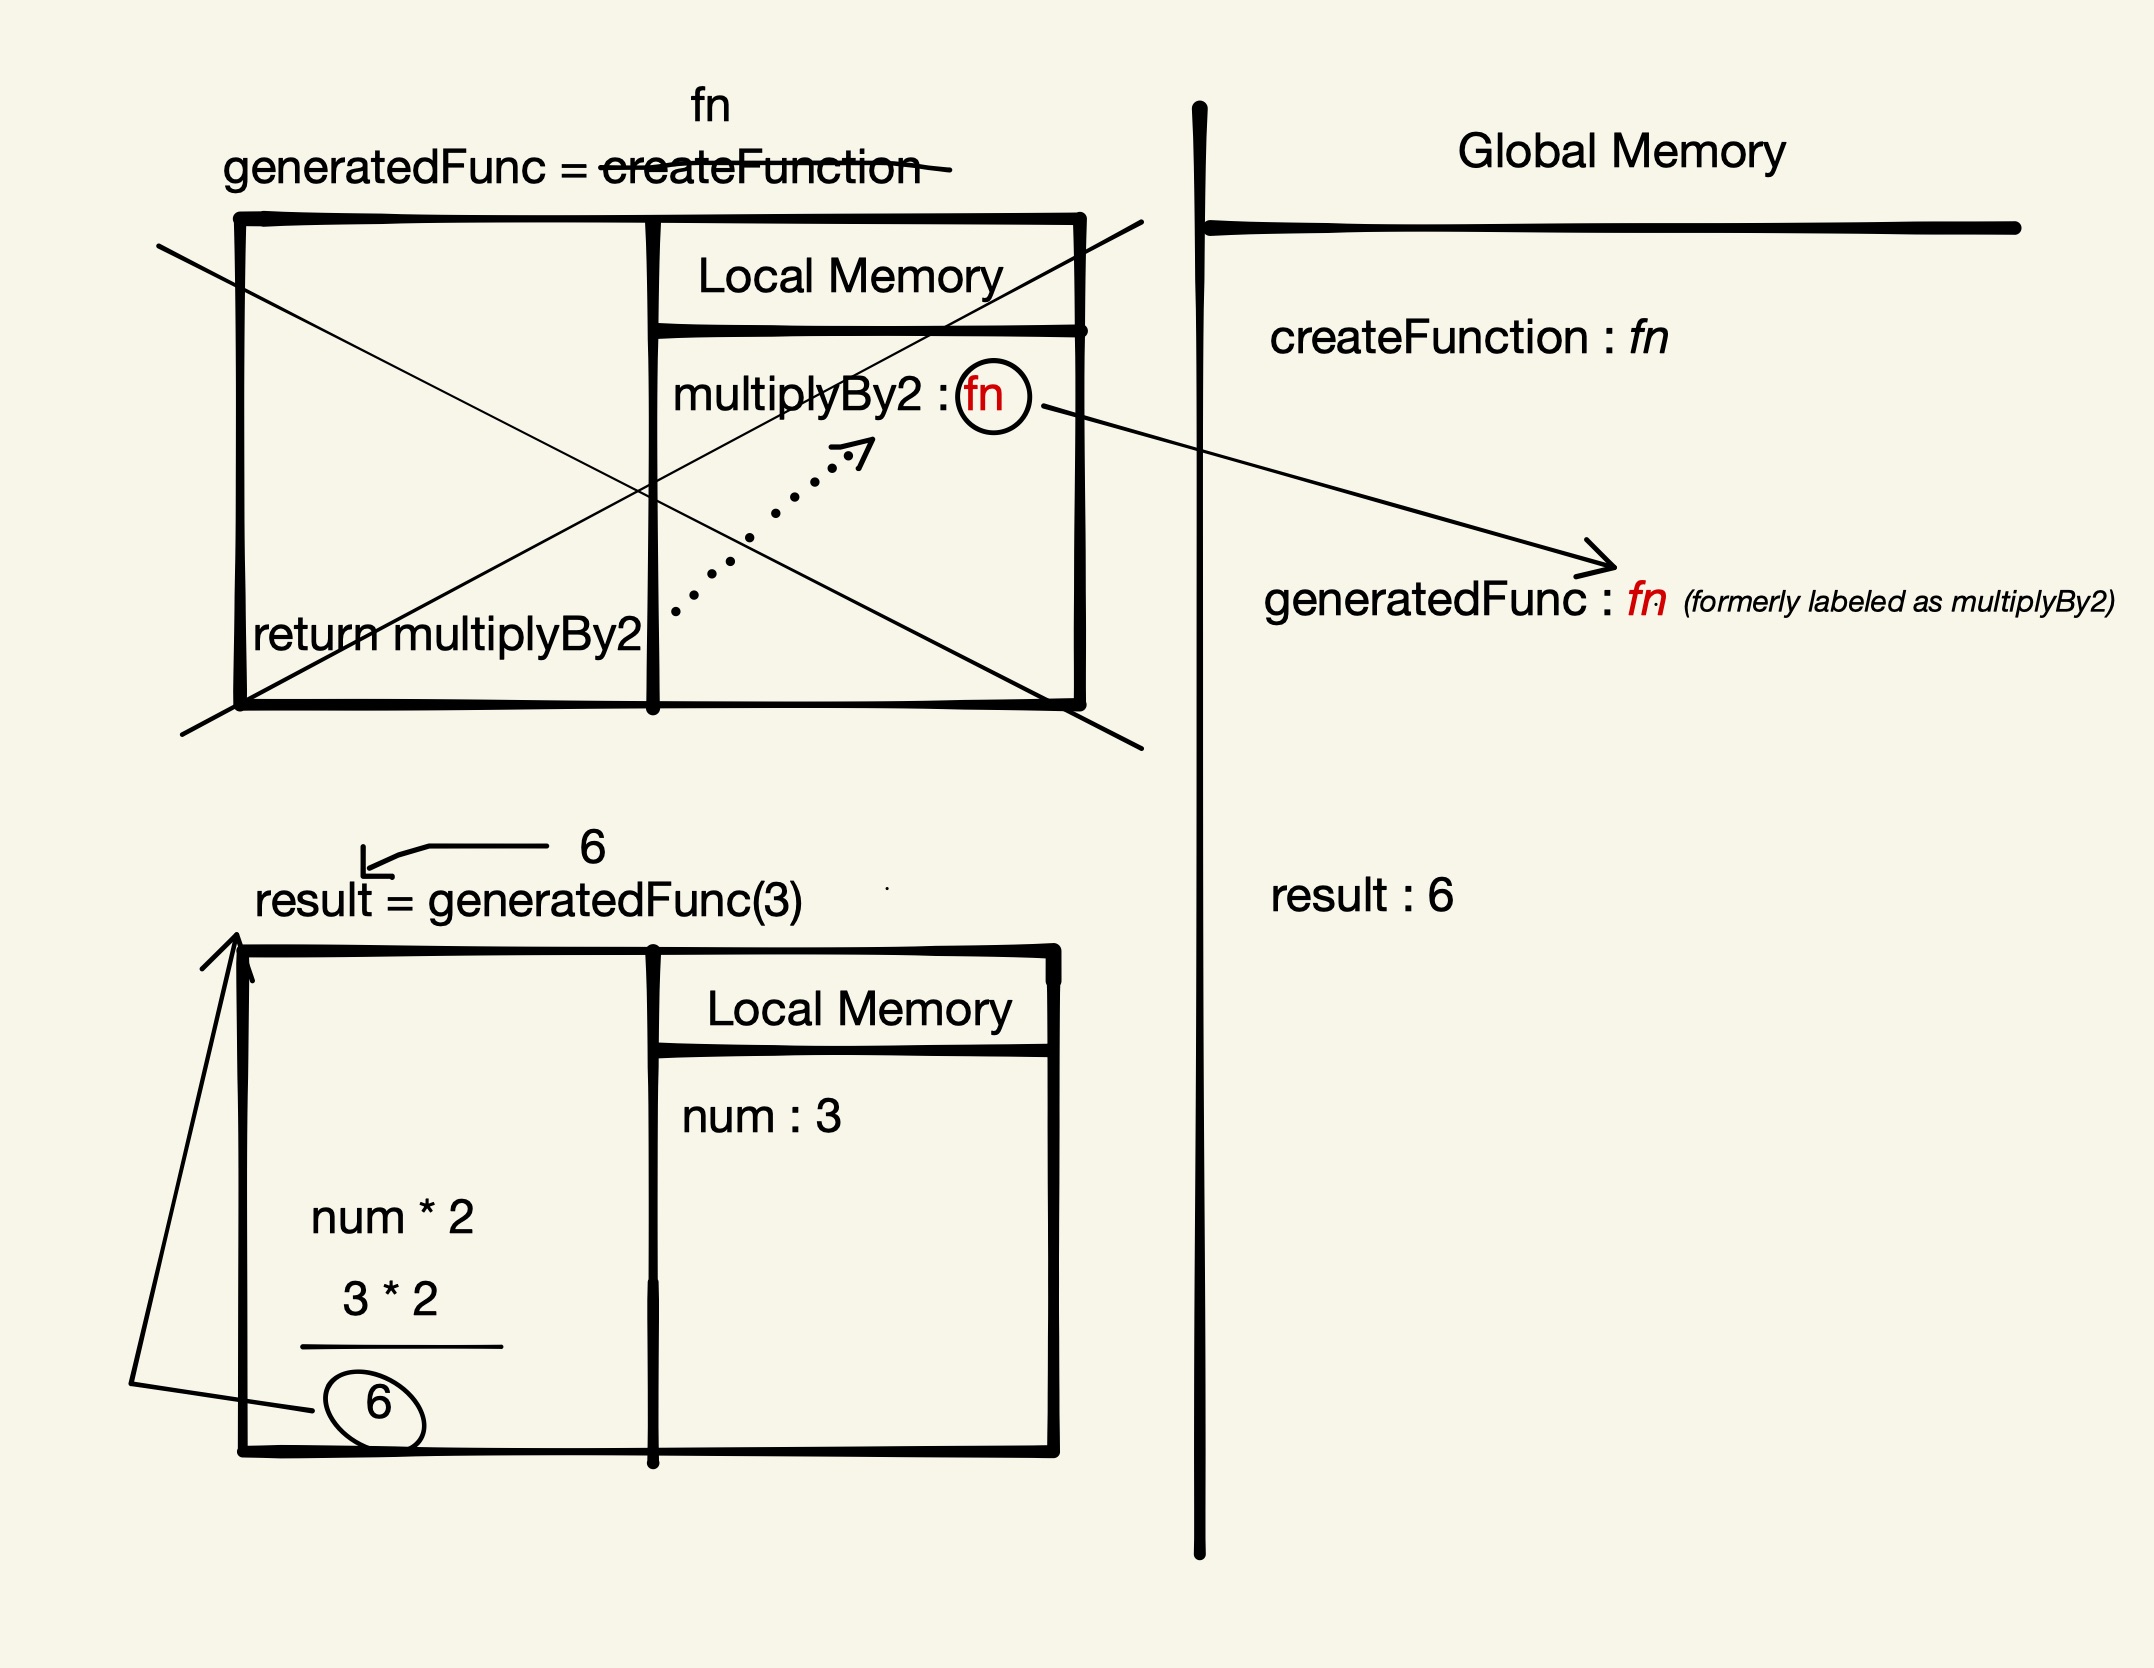 fn
generatedFunc = createFunction
Local Memory
multiplyBy2 : fn
return multiplyBy2
Global Memory
createFunction : fn
generatedFunc : fn (formerly labeled as multiplyBy2)
6
result = generatedFunc(3)
result : 6
Local Memory
num : 3
num * 2
3 * 2
6